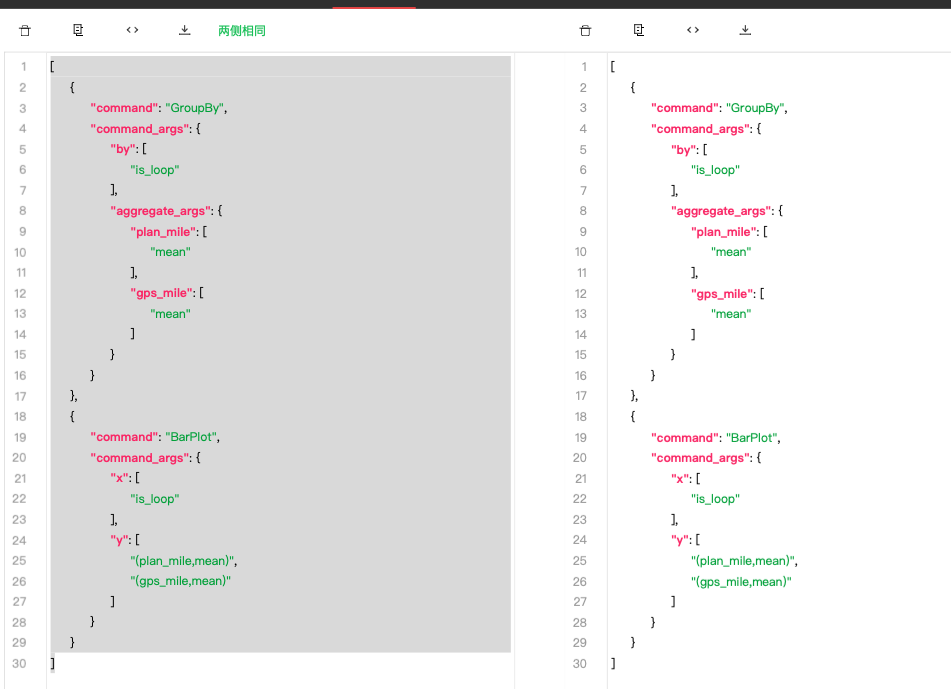 两侧相同
1 [
2 {
3 "command": "GroupBy",
4 "command_args": {
5 "by": [
6 "is_loop"
7 ],
8 "aggregate_args": {
9 "plan_mile": [
10 "mean"
11 ],
12 "gps_mile": [
13 "mean"
14 ]
15 }
16 }
17 },
18 {
19 "command": "BarPlot",
20 "command_args": {
21 "x": [
22 "is_loop"
23 ],
24 "y": [
25 "(plan_mile,mean)",
26 "(gps_mile,mean)"
27 ]
28 }
29 }
30 ]
1 [
2 {
3 "command": "GroupBy",
4 "command_args": {
5 "by": [
6 "is_loop"
7 ],
8 "aggregate_args": {
9 "plan_mile": [
10 "mean"
11 ],
12 "gps_mile": [
13 "mean"
14 ]
15 }
16 }
17 },
18 {
19 "command": "BarPlot",
20 "command_args": {
21 "x": [
22 "is_loop"
23 ],
24 "y": [
25 "(plan_mile,mean)",
26 "(gps_mile,mean)"
27 ]
28 }
29 }
30 ]